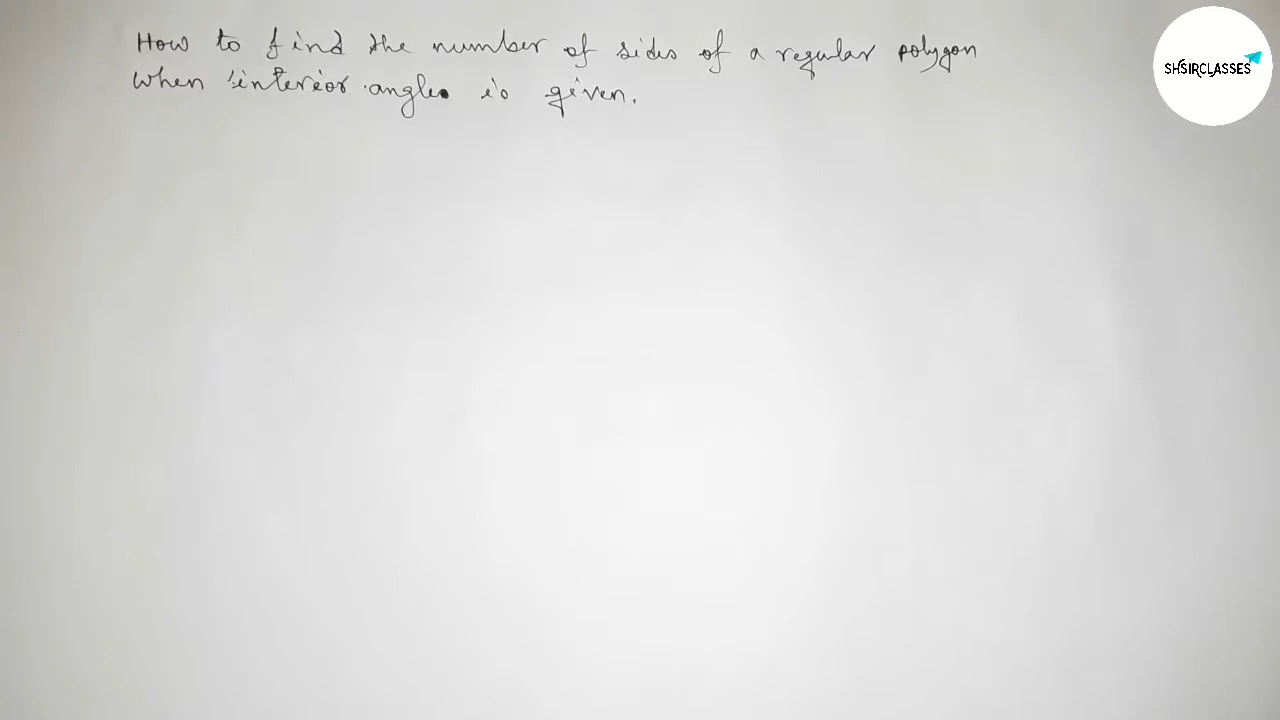 How to find the number of sides of a regular polygon
when interior angle is given.
SHSIRCLASSES